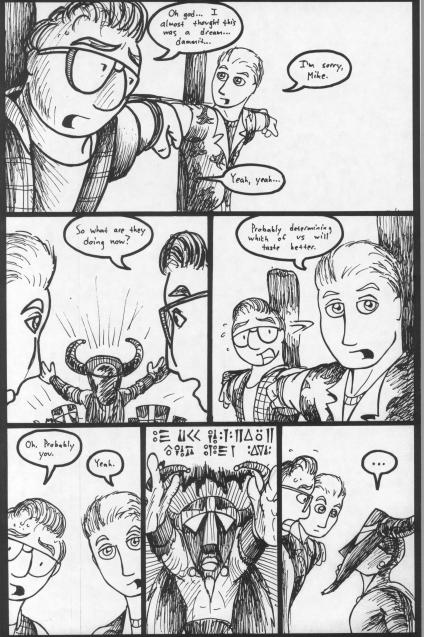 Oh god... I
almost thought this
was a dream...
dammit...
I'm sorry,
Mike.
Yeah, yeah...
So what are they
doing now?
Probably determining
which of us will
taste better.
Oh. Probably
you.
Yeah.
...